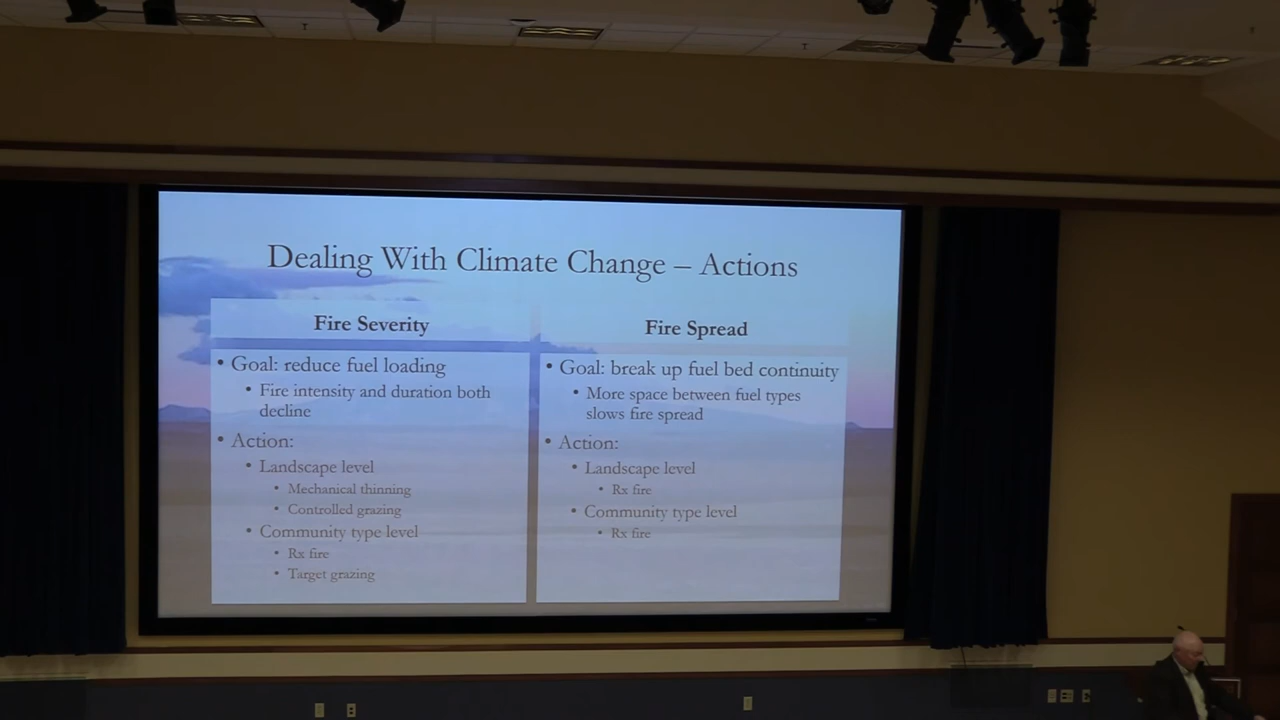 Dealing With Climate Change – Actions
Fire Severity
• Goal: reduce fuel loading
• Fire intensity and duration both
decline
• Action:
• Landscape level
• Mechanical thinning
• Controlled grazing
• Community type level
• Rx fire
• Target grazing
Fire Spread
• Goal: break up fuel bed continuity
• More space between fuel types
slows fire spread
• Action:
• Landscape level
• Rx fire
• Community type level
• Rx fire